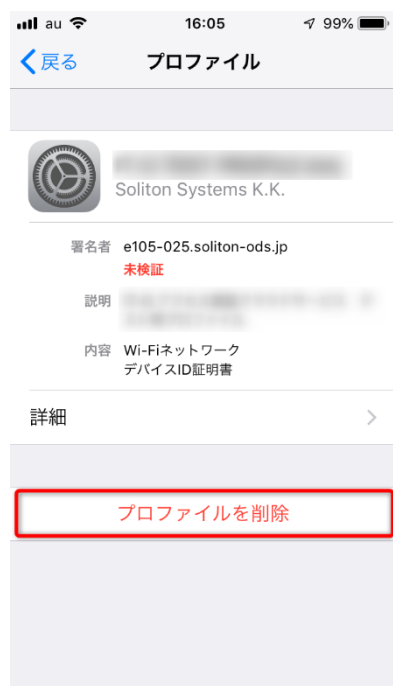 au 16:05 99%
戻る プロファイル
Soliton Systems K.K.
署名者 e105-025.soliton-ods.jp
未検証
説明
内容 Wi-Fiネットワーク
デバイスID証明書
詳細
プロファイルを削除